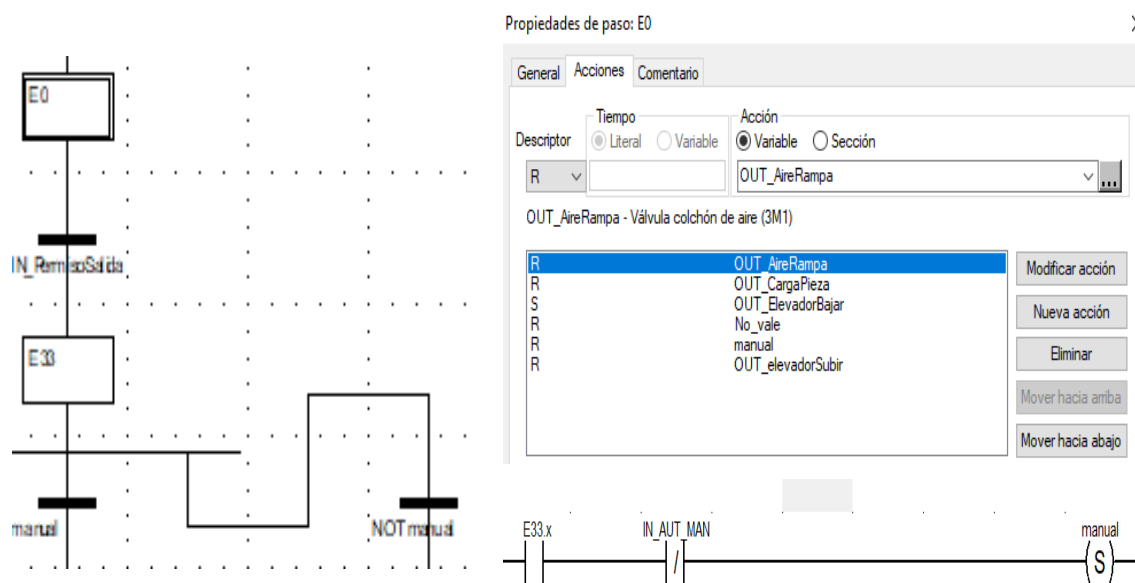 E0
IN_PermisoSalida
E33
manual
NOT manual
Propiedades de paso: E0
General Acciones Comentario
Tiempo Acción
Descriptor Literal Variable Variable Sección
R OUT_AireRampa ...
OUT_AireRampa - Válvula colchón de aire (3M1)
R OUT_AireRampa
R OUT_CargaPieza
S OUT_ElevadorBajar
R No_vale
R manual
R OUT_elevadorSubir
Modificar acción
Nueva acción
Eliminar
Mover hacia arriba
Mover hacia abajo
E33.x IN_AUT_MAN manual
/ S